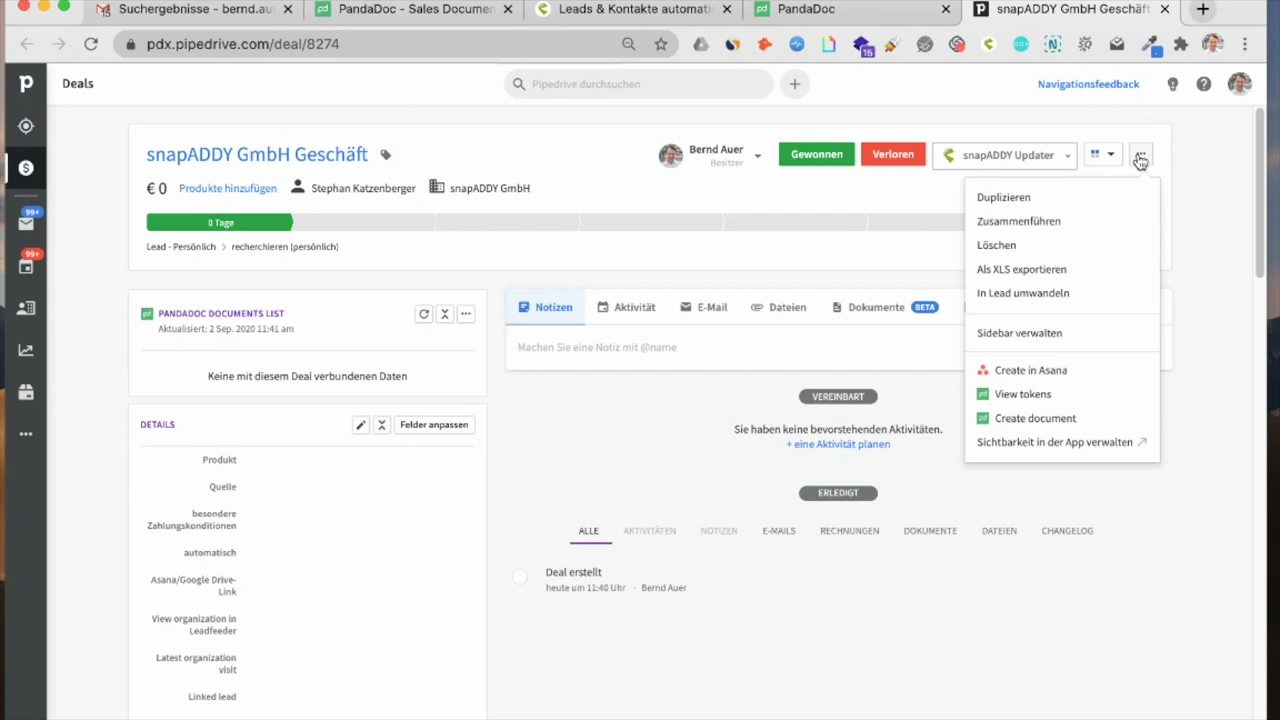 Suchergebnisse - bernd.au
PandaDoc - Sales Documen
Leads & Kontakte automati
PandaDoc
snapADDY GmbH Geschäft
pdx.pipedrive.com/deal/8274
15
Deals
Pipedrive durchsuchen
Navigationsfeedback
snapADDY GmbH Geschäft
Bernd Auer
Besitzer
Gewonnen
Verloren
snapADDY Updater
€ 0
Produkte hinzufügen
Stephan Katzenberger
snapADDY GmbH
0 Tage
Lead - Persönlich > recherchieren (persönlich)
99+
99+
Duplizieren
Zusammenführen
Löschen
Als XLS exportieren
In Lead umwandeln
Sidebar verwalten
Create in Asana
View tokens
Create document
Sichtbarkeit in der App verwalten
PANDADOC DOCUMENTS LIST
Aktualisiert: 2 Sep. 2020 11:41 am
Keine mit diesem Deal verbundenen Daten
DETAILS
Felder anpassen
Produkt
Quelle
besondere
Zahlungskonditionen
automatisch
Asana/Google Drive-
Link
View organization in
Leadfeeder
Latest organization
visit
Linked lead
Notizen
Aktivität
E-Mail
Dateien
Dokumente
BETA
Machen Sie eine Notiz mit @name
VEREINBART
Sie haben keine bevorstehenden Aktivitäten.
+ eine Aktivität planen
ERLEDIGT
ALLE
AKTIVITÄTEN
NOTIZEN
E-MAILS
RECHNUNGEN
DOKUMENTE
DATEIEN
CHANGELOG
Deal erstellt
heute um 11:40 Uhr · Bernd Auer